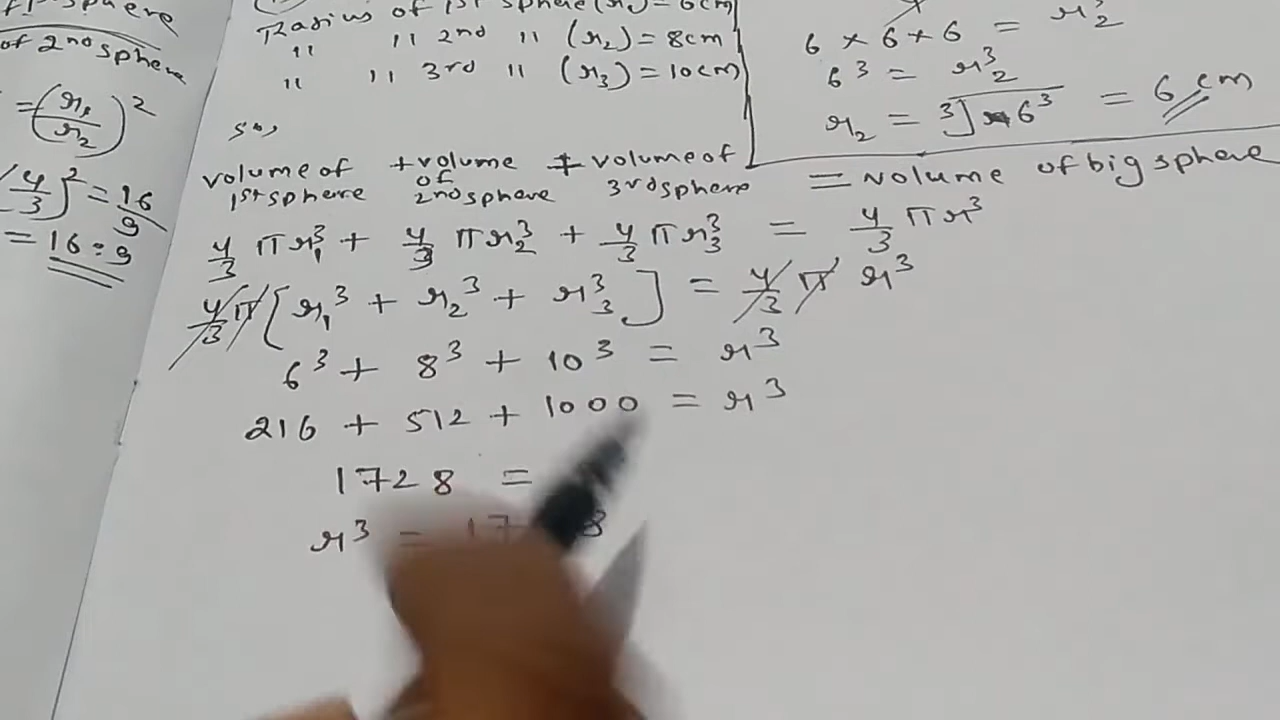 of 2nd sphere
= (r₁/r₂)²
(4/3)² = 16/9
= 16:9
Radius of 1st sphere (r₁) = 6cm
" " 2nd " (r₂) = 8cm
" " 3rd " (r₃) = 10cm
so,
volume of 1st sphere + volume of 2nd sphere + volume of 3rd sphere = volume of big sphere
4/3 πr₁³ + 4/3 πr₂³ + 4/3 πr₃³ = 4/3 πr³
4/3 π [r₁³ + r₂³ + r₃³] = 4/3 π r³
6³ + 8³ + 10³ = r³
216 + 512 + 1000 = r³
1728 =
r³ =
6 × 6 × 6 = r₂³
6³ = r₂³
r₂ = ∛6³ = 6 cm